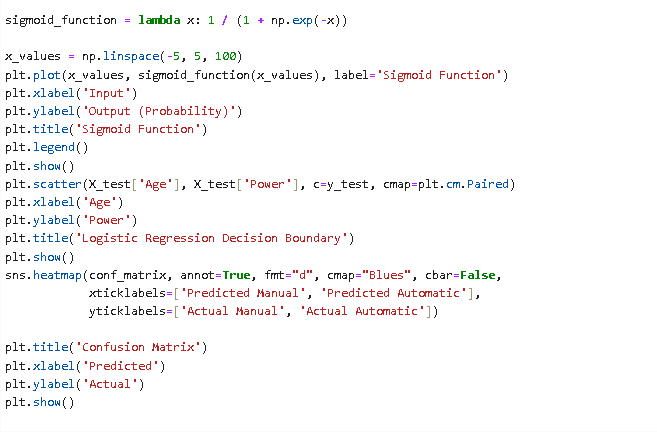 sigmoid_function = lambda x: 1 / (1 + np.exp(-x))
x_values = np.linspace(-5, 5, 100)
plt.plot(x_values, sigmoid_function(x_values), label='Sigmoid Function')
plt.xlabel('Input')
plt.ylabel('Output (Probability)')
plt.title('Sigmoid Function')
plt.legend()
plt.show()
plt.scatter(X_test['Age'], X_test['Power'], c=y_test, cmap=plt.cm.Paired)
plt.xlabel('Age')
plt.ylabel('Power')
plt.title('Logistic Regression Decision Boundary')
plt.show()
sns.heatmap(conf_matrix, annot=True, fmt="d", cmap="Blues", cbar=False,
            xticklabels=['Predicted Manual', 'Predicted Automatic'],
            yticklabels=['Actual Manual', 'Actual Automatic'])
plt.title('Confusion Matrix')
plt.xlabel('Predicted')
plt.ylabel('Actual')
plt.show()